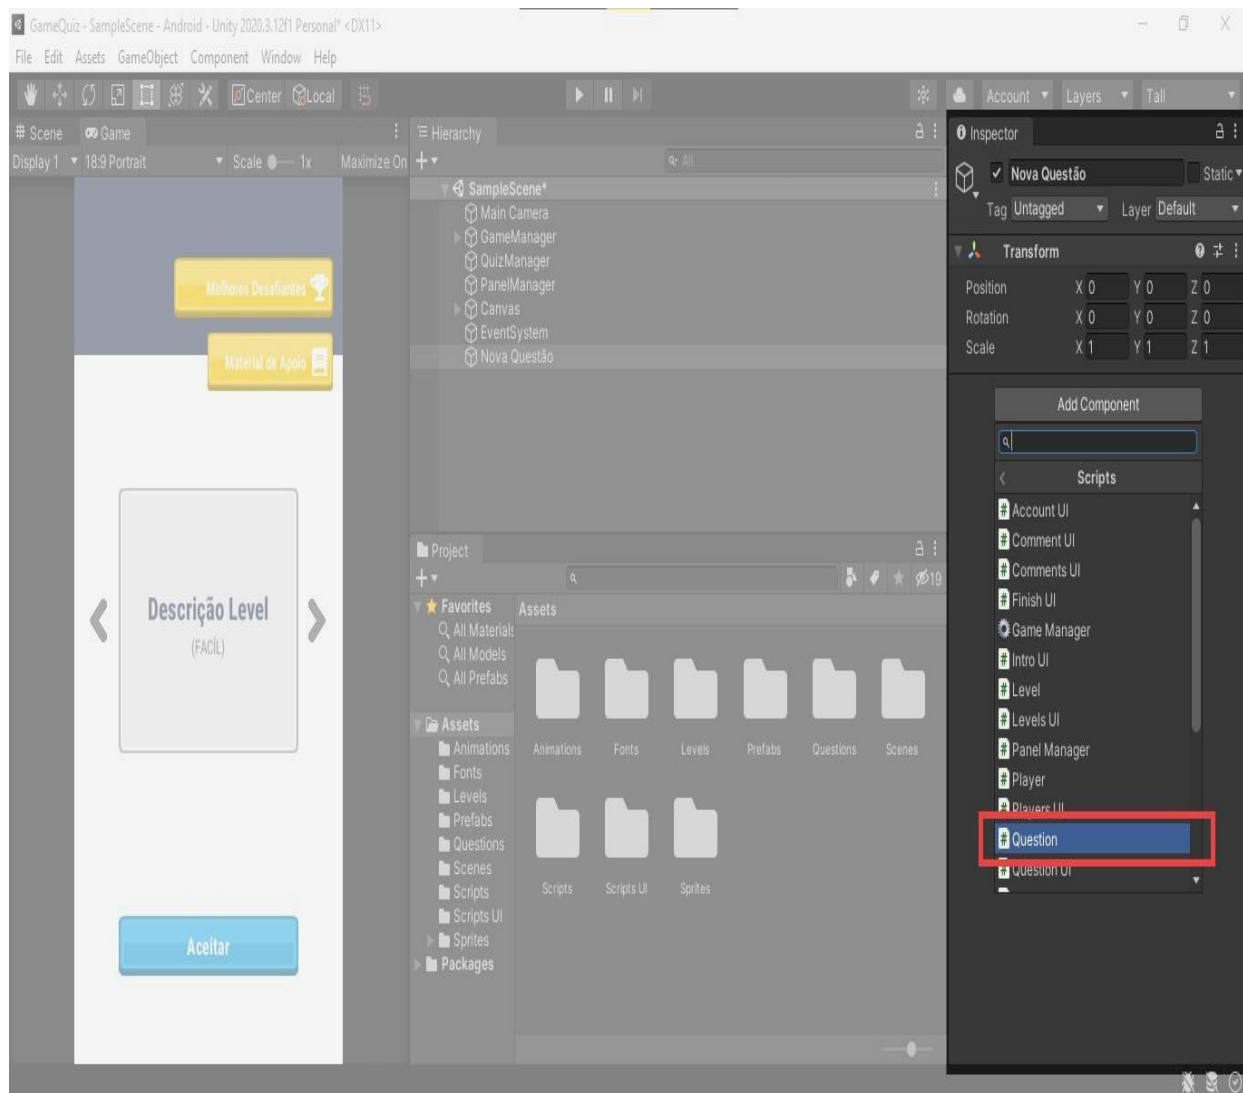 GameQuiz - SampleScene - Android - Unity 2020.3.12f1 Personal* <DX11>
File Edit Assets GameObject Component Window Help
Center Local
Account Layers Tall
# Scene Game
Display 1 18:9 Portrait Scale 1x Maximize On
Melhores Desafiantes
Material de Apoio
Descrição Level
(FACÍL)
Aceitar
Hierarchy
All
SampleScene*
Main Camera
GameManager
QuizManager
PanelManager
Canvas
EventSystem
Nova Questão
Project
19
Favorites
All Materials
All Models
All Prefabs
Assets
Animations
Fonts
Levels
Prefabs
Questions
Scenes
Scripts
Scripts UI
Sprites
Packages
Assets
Animations Fonts Levels Prefabs Questions Scenes
Scripts Scripts UI Sprites
Inspector
Nova Questão Static
Tag Untagged Layer Default
Transform
Position X 0 Y 0 Z 0
Rotation X 0 Y 0 Z 0
Scale X 1 Y 1 Z 1
Add Component
Scripts
Account UI
Comment UI
Comments UI
Finish UI
Game Manager
Intro UI
Level
Levels UI
Panel Manager
Player
Players UI
Question
Question UI